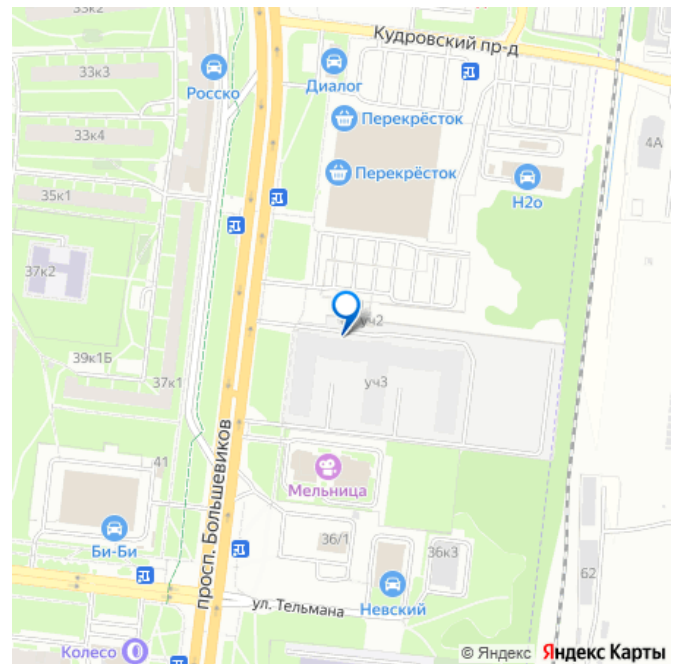 33к2
Кудровский пр-д
33к3
Росско
Диалог
Перекрёсток
33к4
4А
Перекрёсток
35к1
Н2о
37к2
уч2
39к1Б
37к1
уч3
просп. Большевиков
41
Мельница
Би-Би
36/1
36к3
62
ул. Тельмана
Невский
Колесо
© Яндекс Яндекс Карты